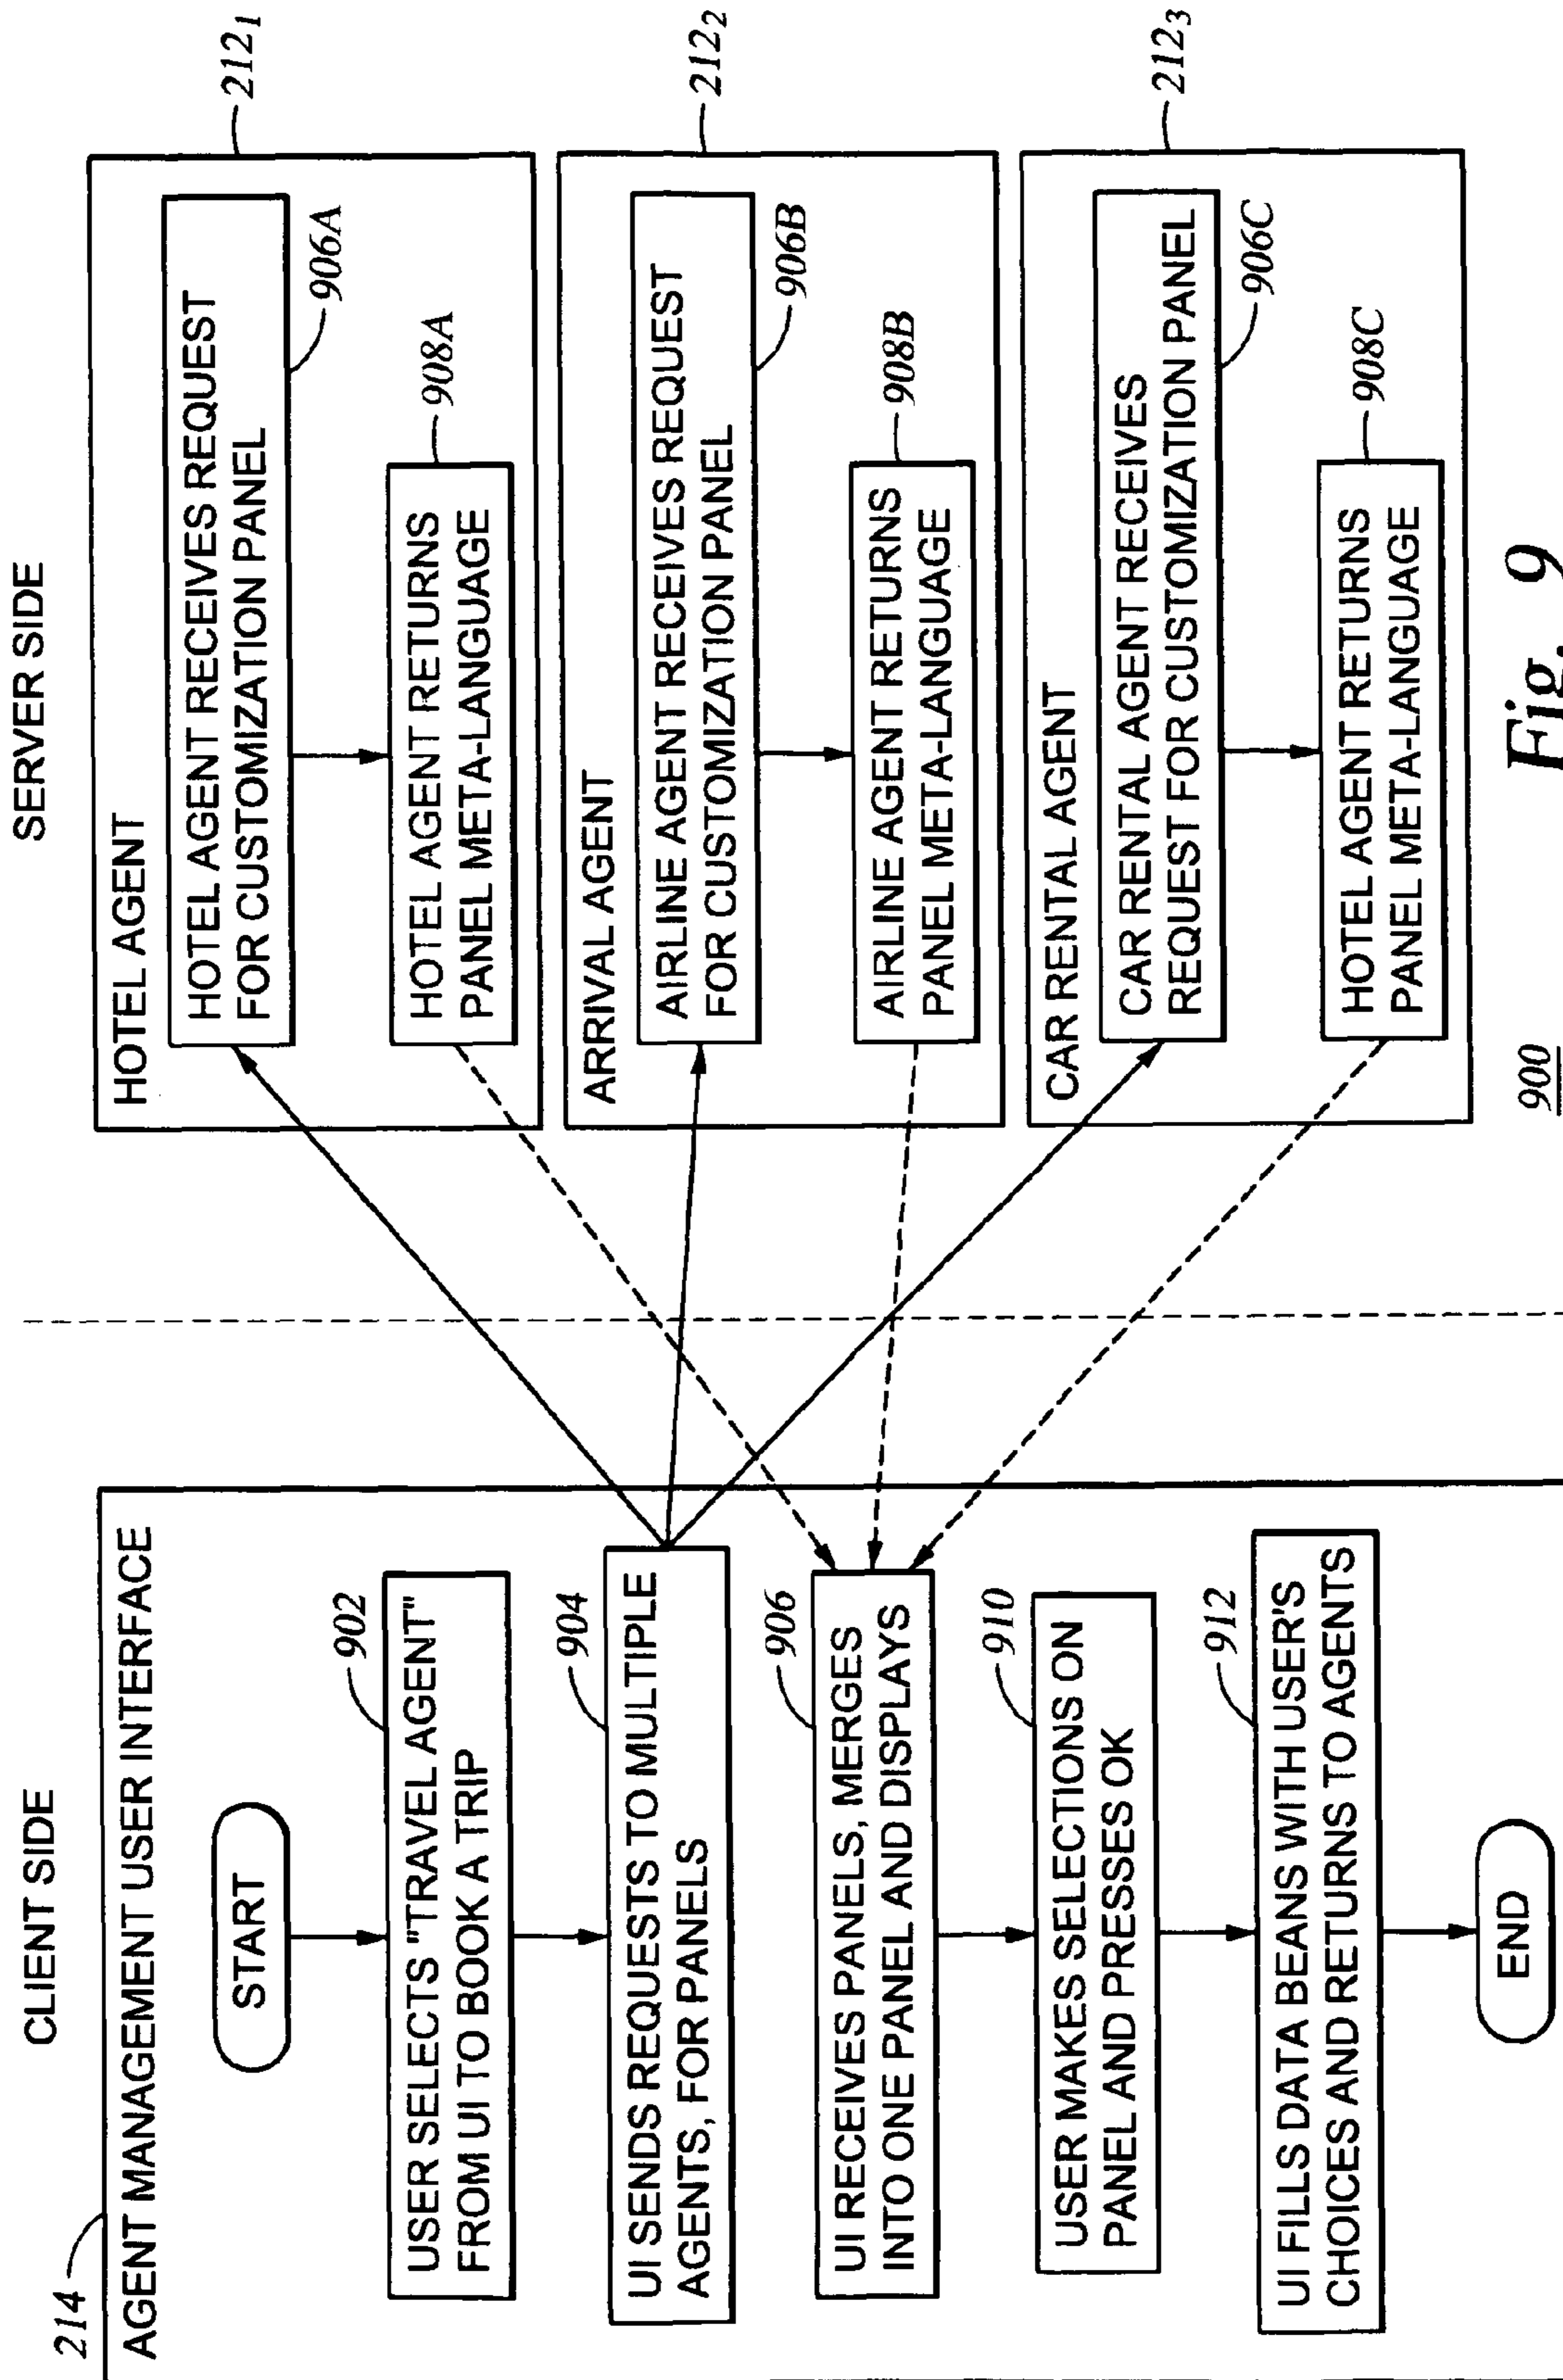 CLIENT SIDE
214
AGENT MANAGEMENT USER INTERFACE
START
902
USER SELECTS "TRAVEL AGENT"
FROM UI TO BOOK A TRIP
904
UI SENDS REQUESTS TO MULTIPLE
AGENTS, FOR PANELS
906
UI RECEIVES PANELS, MERGES
INTO ONE PANEL AND DISPLAYS
910
USER MAKES SELECTIONS ON
PANEL AND PRESSES OK
912
UI FILLS DATA BEANS WITH USER'S
CHOICES AND RETURNS TO AGENTS
END
SERVER SIDE
212₁
HOTEL AGENT
HOTEL AGENT RECEIVES REQUEST
FOR CUSTOMIZATION PANEL
906A
908A
HOTEL AGENT RETURNS
PANEL META-LANGUAGE
212₂
ARRIVAL AGENT
AIRLINE AGENT RECEIVES REQUEST
FOR CUSTOMIZATION PANEL
906B
908B
AIRLINE AGENT RETURNS
PANEL META-LANGUAGE
212₃
CAR RENTAL AGENT
CAR RENTAL AGENT RECEIVES
REQUEST FOR CUSTOMIZATION PANEL
906C
908C
HOTEL AGENT RETURNS
PANEL META-LANGUAGE
900
Fig. 9